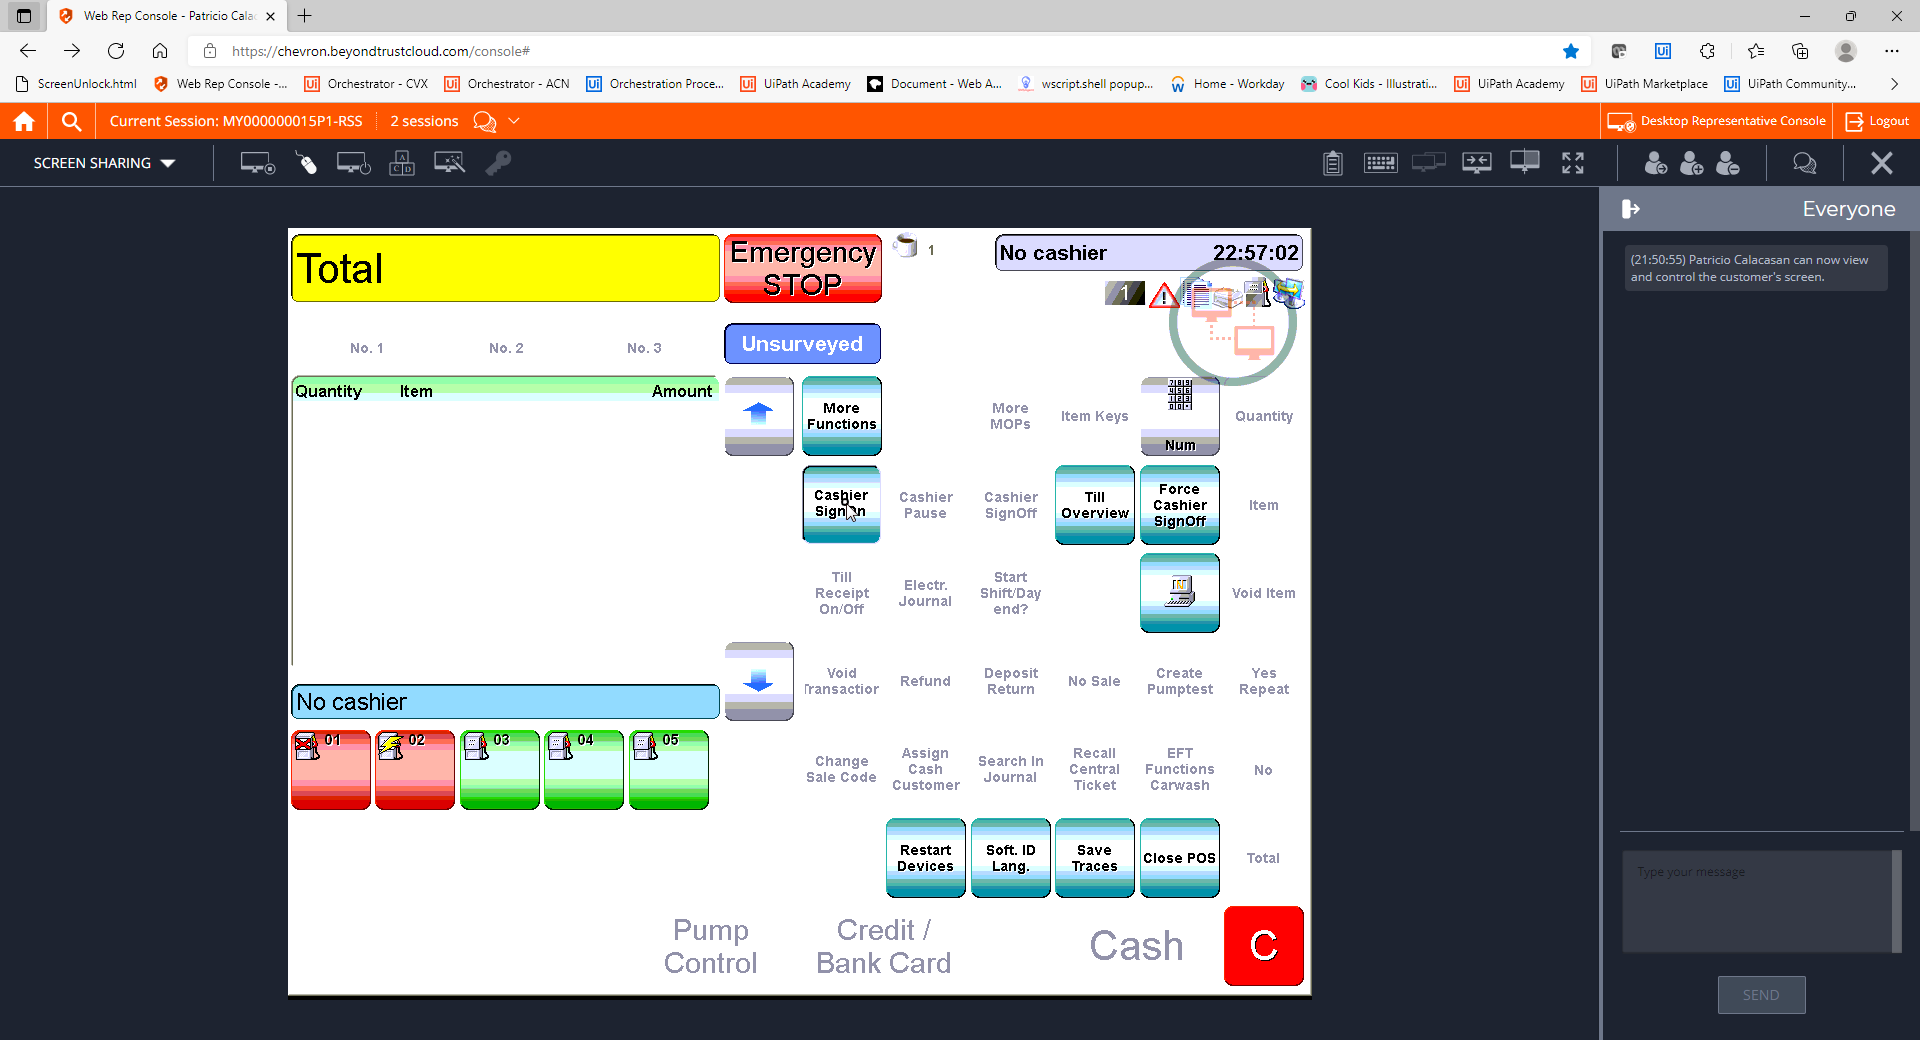 Web Rep Console - Patricio Cala
https://chevron.beyondtrustcloud.com/console#
ScreenUnlock.html
Web Rep Console -...
Orchestrator - CVX
Orchestrator - ACN
Orchestration Proce...
UiPath Academy
Document - Web A...
wscript.shell popup...
Home - Workday
Cool Kids - Illustrati...
UiPath Academy
UiPath Marketplace
UiPath Community...
Current Session: MY000000015P1-RSS
2 sessions
Desktop Representative Console
Logout
SCREEN SHARING
Everyone
(21:50:55) Patricio Calacasan can now view
and control the customer's screen.
Total
Emergency
STOP
1
No cashier 22:57:02
1
Unsurveyed
No. 1 No. 2 No. 3
Quantity Item Amount
More
Functions
More
MOPs
Item Keys
Num
Quantity
Cashier
Cashier
Pause
Cashier
SignOff
Till
Overview
Force
Cashier
SignOff
Item
Till
Receipt
On/Off
Electr.
Journal
Start
Shift/Day
end?
Void Item
Void
Refund
Deposit
Return
No Sale
Create
Pumptest
Yes
Repeat
No cashier
01 02 03 04 05
Change
Sale Code
Assign
Cash
Customer
Search In
Journal
Recall
Central
Ticket
EFT
Functions
Carwash
No
Restart
Devices
Soft. ID
Lang.
Save
Traces
Close POS
Total
Pump
Control
Credit /
Bank Card
Cash
C
Type your message
SEND